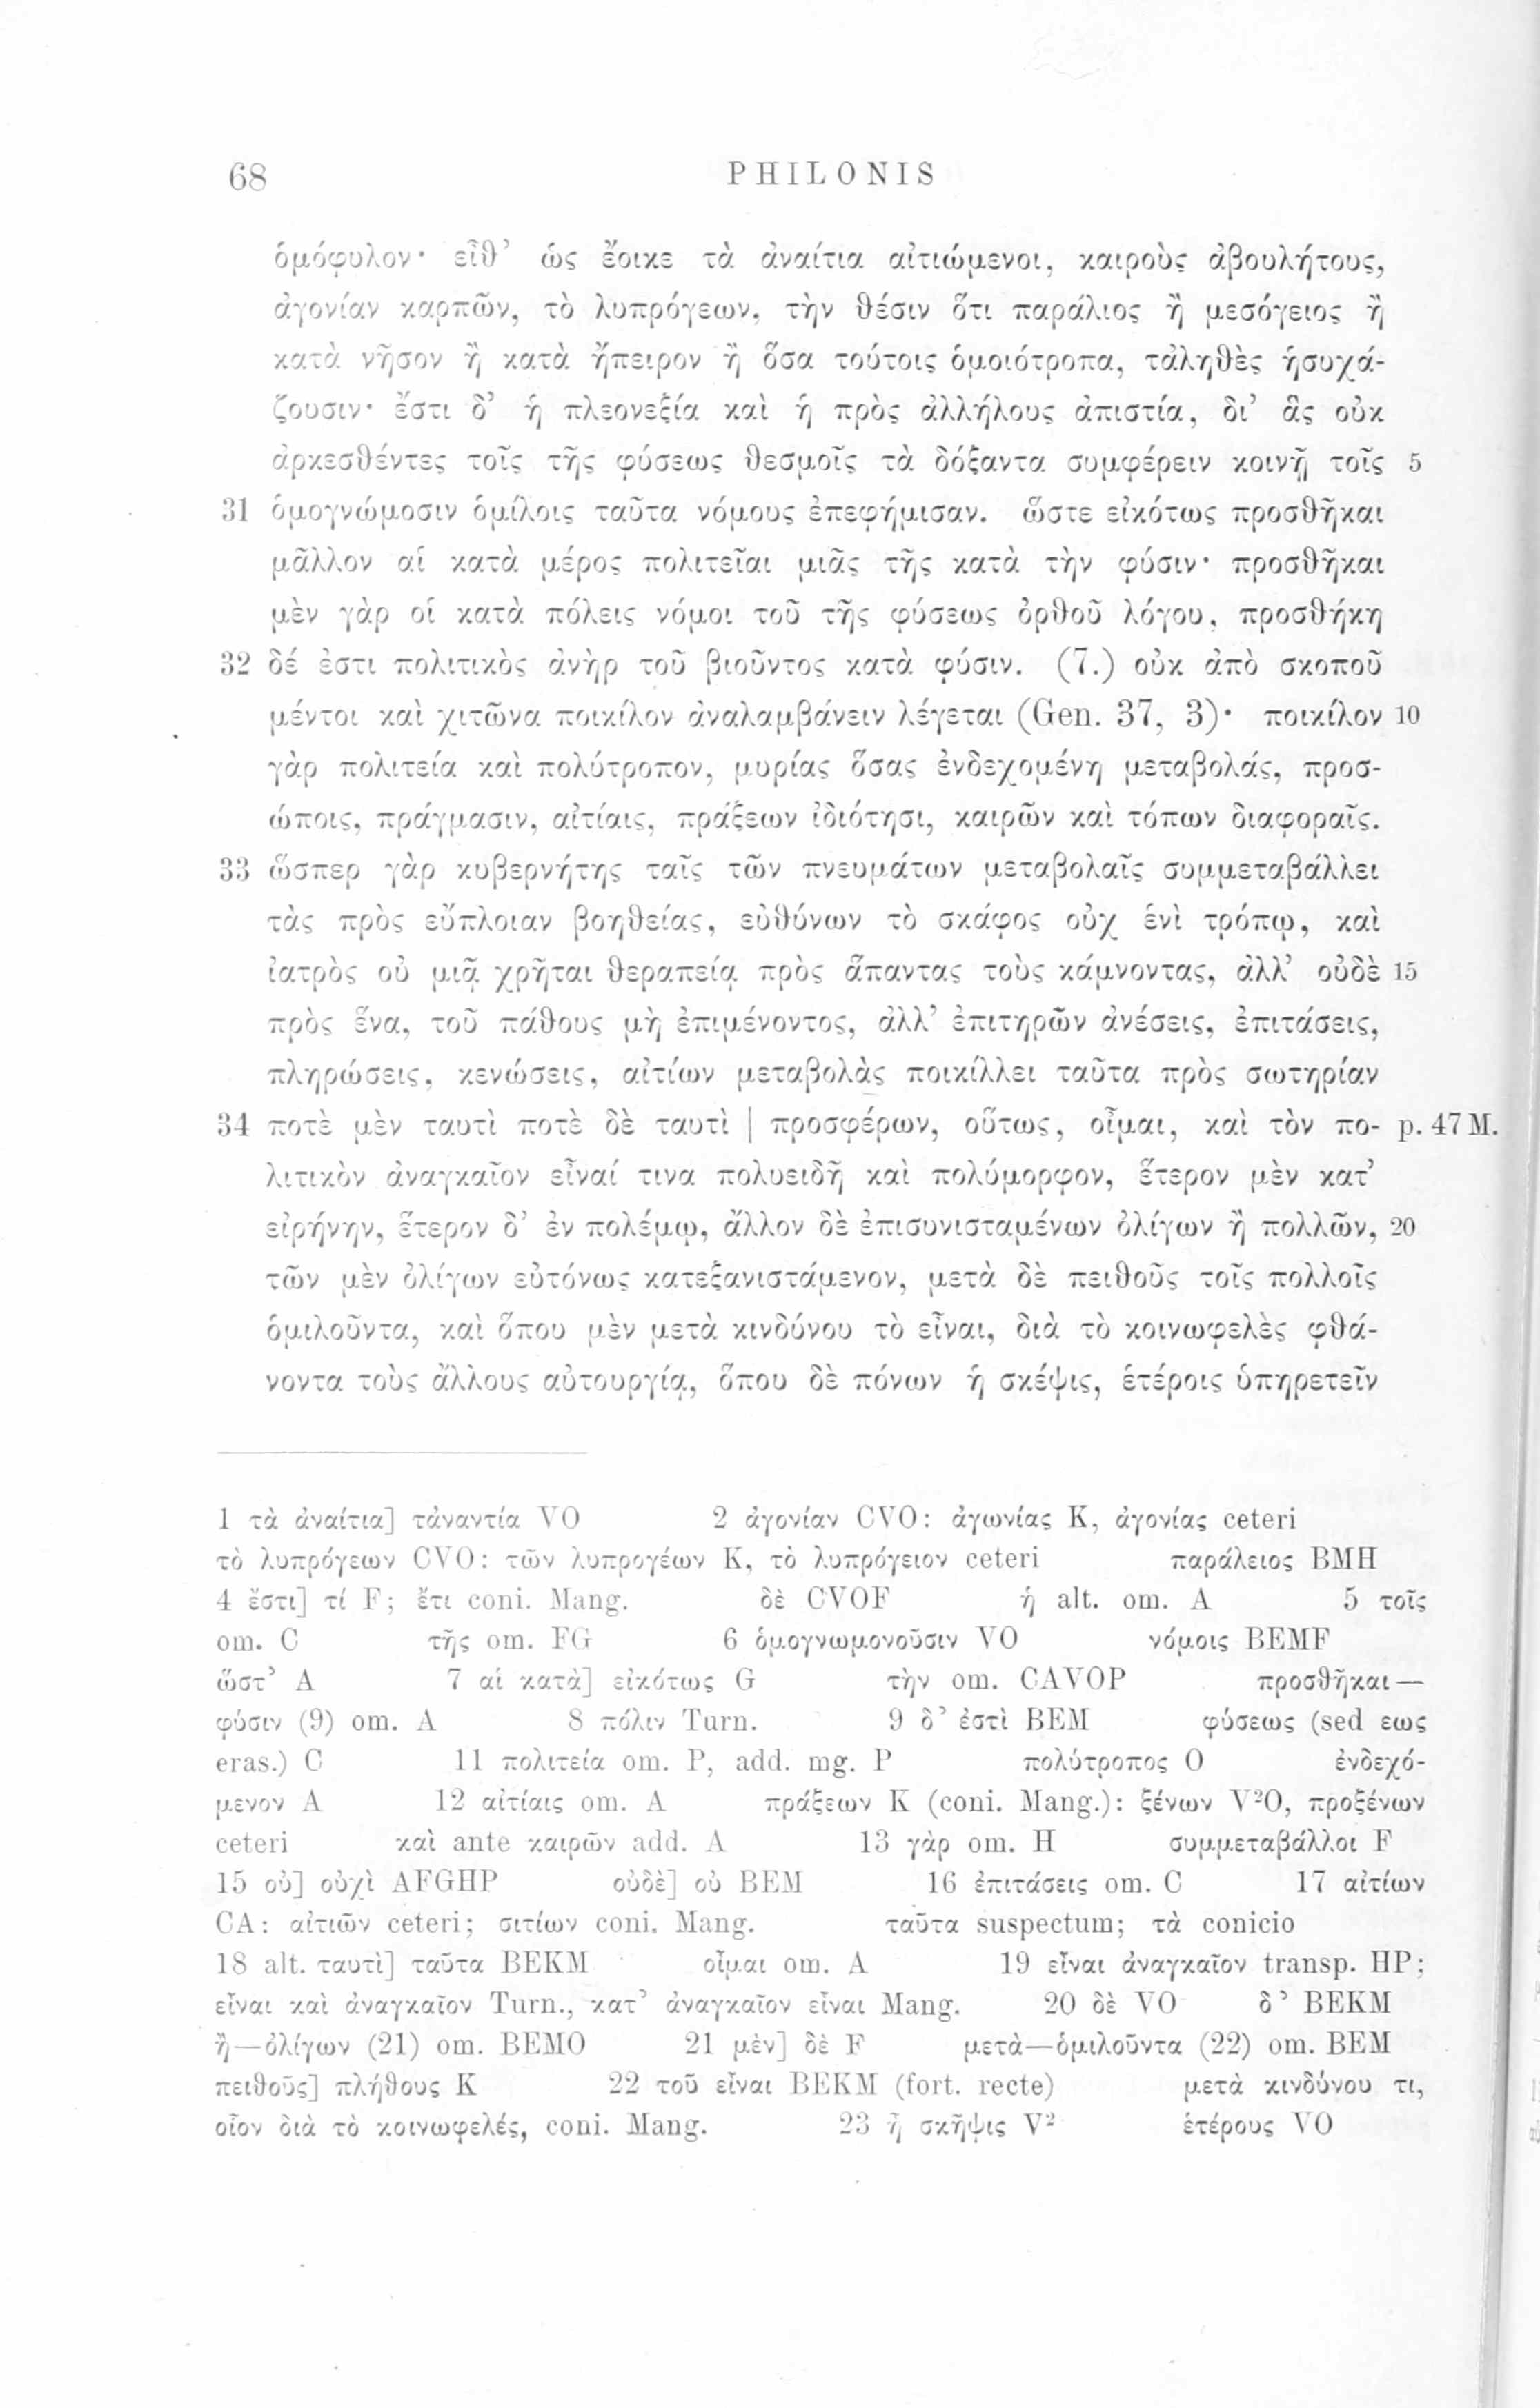 68 PHILONIS
ὁμόφυλον· εἶθ’ ὡς ἔοικε τὰ ἀναίτια αἰτιώμενοι, καιροὺς ἀβουλήτους,
ἀγονίαν καρπῶν, τὸ λυπρόγεων, τὴν θέσιν ὅτι παράλιος ἢ μεσόγειος ἢ
κατὰ νῆσον ἢ κατὰ ἤπειρον ἢ ὅσα τούτοις ὁμοιότροπα, τἀληθὲς ἡσυχά-
ζουσιν· ἔστι δ’ ἡ πλεονεξία καὶ ἡ πρὸς ἀλλήλους ἀπιστία, δι’ ἃς οὐκ
ἀρκεσθέντες τοῖς τῆς φύσεως θεσμοῖς τὰ δόξαντα συμφέρειν κοινῇ τοῖς 5
31 ὁμογνώμοσιν ὁμίλοις ταῦτα νόμους ἐπεφήμισαν. ὥστε εἰκότως προσθῆκαι
μᾶλλον αἱ κατὰ μέρος πολιτεῖαι μιᾶς τῆς κατὰ τὴν φύσιν· προσθῆκαι
μὲν γὰρ οἱ κατὰ πόλεις νόμοι τοῦ τῆς φύσεως ὀρθοῦ λόγου, προσθήκη
32 δέ ἐστι πολιτικὸς ἀνὴρ τοῦ βιοῦντος κατὰ φύσιν. (7.) οὐκ ἀπὸ σκοποῦ
μέντοι καὶ χιτῶνα ποικίλον ἀναλαμβάνειν λέγεται (Gen. 37, 3)· ποικίλον 10
γὰρ πολιτεία καὶ πολύτροπον, μυρίας ὅσας ἐνδεχομένη μεταβολάς, προσ-
ώποις, πράγμασιν, αἰτίαις, πράξεων ἰδιότησι, καιρῶν καὶ τόπων διαφοραῖς.
33 ὥσπερ γὰρ κυβερνήτης ταῖς τῶν πνευμάτων μεταβολαῖς συμμεταβάλλει
τὰς πρὸς εὔπλοιαν βοηθείας, εὐθύνων τὸ σκάφος οὐχ ἑνὶ τρόπῳ, καὶ
ἰατρὸς οὐ μιᾷ χρῆται θεραπείᾳ πρὸς ἅπαντας τοὺς κάμνοντας, ἀλλ’ οὐδὲ 15
πρὸς ἕνα, τοῦ πάθους μὴ ἐπιμένοντος, ἀλλ’ ἐπιτηρῶν ἀνέσεις, ἐπιτάσεις,
πληρώσεις, κενώσεις, αἰτίων μεταβολὰς ποικίλλει ταῦτα πρὸς σωτηρίαν
34 ποτὲ μὲν ταυτὶ ποτὲ δὲ ταυτὶ | προσφέρων, οὕτως, οἶμαι, καὶ τὸν πο- p. 47 M.
λιτικὸν ἀναγκαῖον εἶναί τινα πολυειδῆ καὶ πολύμορφον, ἕτερον μὲν κατ’
εἰρήνην, ἕτερον δ’ ἐν πολέμῳ, ἄλλον δὲ ἐπισυνισταμένων ὀλίγων ἢ πολλῶν, 20
τῶν μὲν ὀλίγων εὐτόνως κατεξανιστάμενον, μετὰ δὲ πειθοῦς τοῖς πολλοῖς
ὁμιλοῦντα, καὶ ὅπου μὲν μετὰ κινδύνου τὸ εἶναι, διὰ τὸ κοινωφελὲς φθά-
νοντα τοὺς ἄλλους αὐτουργίᾳ, ὅπου δὲ πόνων ἡ σκέψις, ἑτέροις ὑπηρετεῖν
1 τὰ ἀναίτια] τἀναντία VO 2 ἀγονίαν CVO: ἀγωνίας K, ἀγονίας ceteri
τὸ λυπρόγεων CVO: τῶν λυπρογέων K, τὸ λυπρόγειον ceteri παράλειος BMH
4 ἔστι] τί F; ἔτι coni. Mang. δὲ CVOF ἡ alt. om. A 5 τοῖς
om. C τῆς om. FG 6 ὁμογνωμονοῦσιν VO νόμοις BEMF
ὥστ’ A 7 αἱ κατὰ] εἰκότως G τὴν om. CAVOP προσθῆκαι —
φύσιν (9) om. A 8 πόλιν Turn. 9 δ’ ἐστὶ BEM φύσεως (sed εως
eras.) C 11 πολιτεία om. P, add. mg. P πολύτροπος O ἐνδεχό-
μενον A 12 αἰτίαις om. A πράξεων K (coni. Mang.): ξένων V²O, προξένων
ceteri καὶ ante καιρῶν add. A 13 γὰρ om. H συμμεταβάλλοι F
15 οὐ] οὐχὶ AFGHP οὐδὲ] οὐ BEM 16 ἐπιτάσεις om. C 17 αἰτίων
CA: αἰτιῶν ceteri; σιτίων coni. Mang. ταῦτα suspectum; τὰ conicio
18 alt. ταυτὶ] ταῦτα BEKM οἶμαι om. A 19 εἶναι ἀναγκαῖον transp. HP;
εἶναι καὶ ἀναγκαῖον Turn., κατ’ ἀναγκαῖον εἶναι Mang. 20 δὲ VO δ’ BEKM
ἢ—ὀλίγων (21) om. BEMO 21 μὲν] δὲ F μετὰ—ὁμιλοῦντα (22) om. BEM
πειθοῦς] πλήθους K 22 τοῦ εἶναι BEKM (fort. recte) μετὰ κινδύνου τι,
οἷον διὰ τὸ κοινωφελές, coni. Mang. 23 ἢ σκῆψις V² ἑτέρους VO